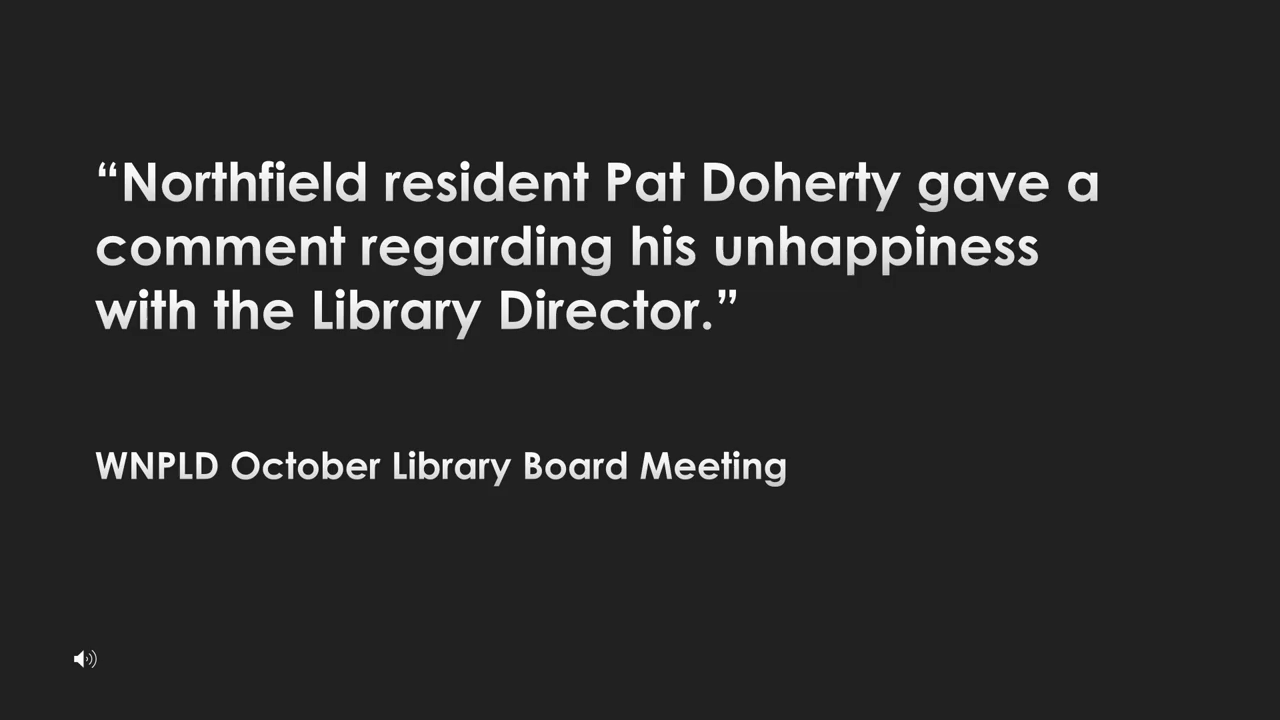 “Northfield resident Pat Doherty gave a
comment regarding his unhappiness
with the Library Director.”
WNPLD October Library Board Meeting